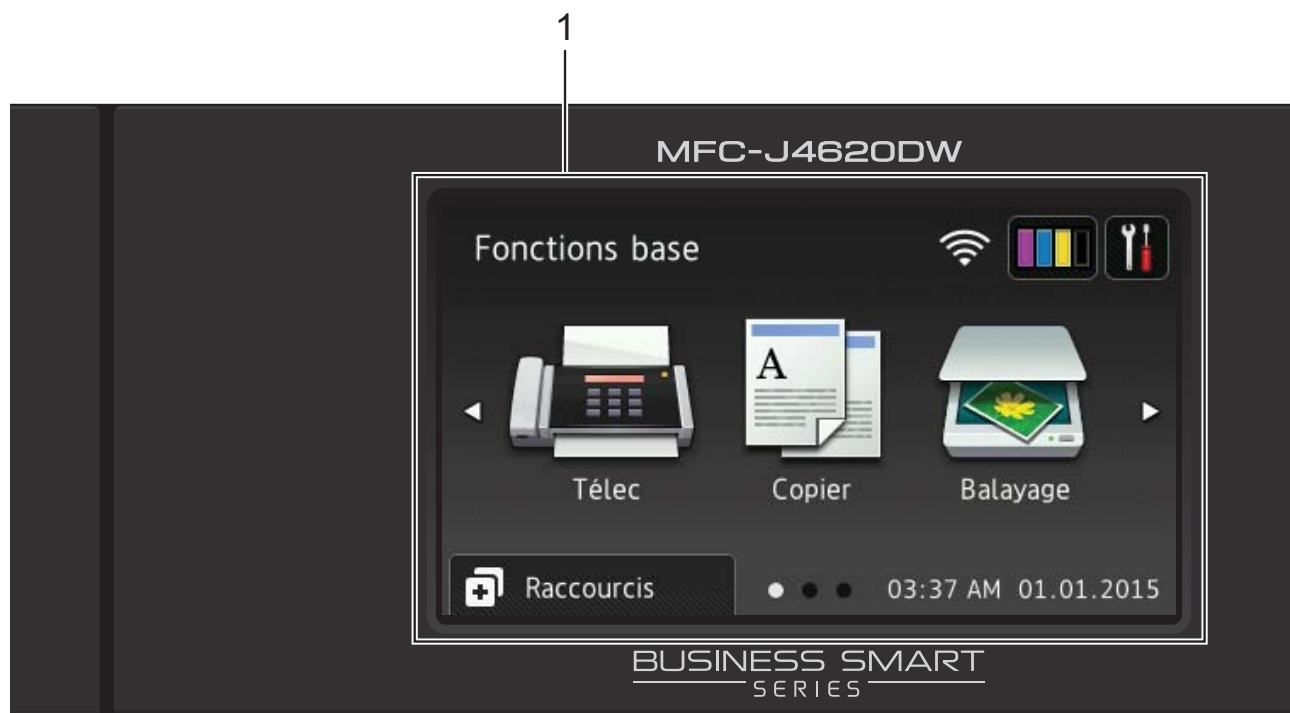 1
MFC-J4620DW
Fonctions base
A
Télec Copier Balayage
Raccourcis 03:37 AM 01.01.2015
BUSINESS SMART
SERIES